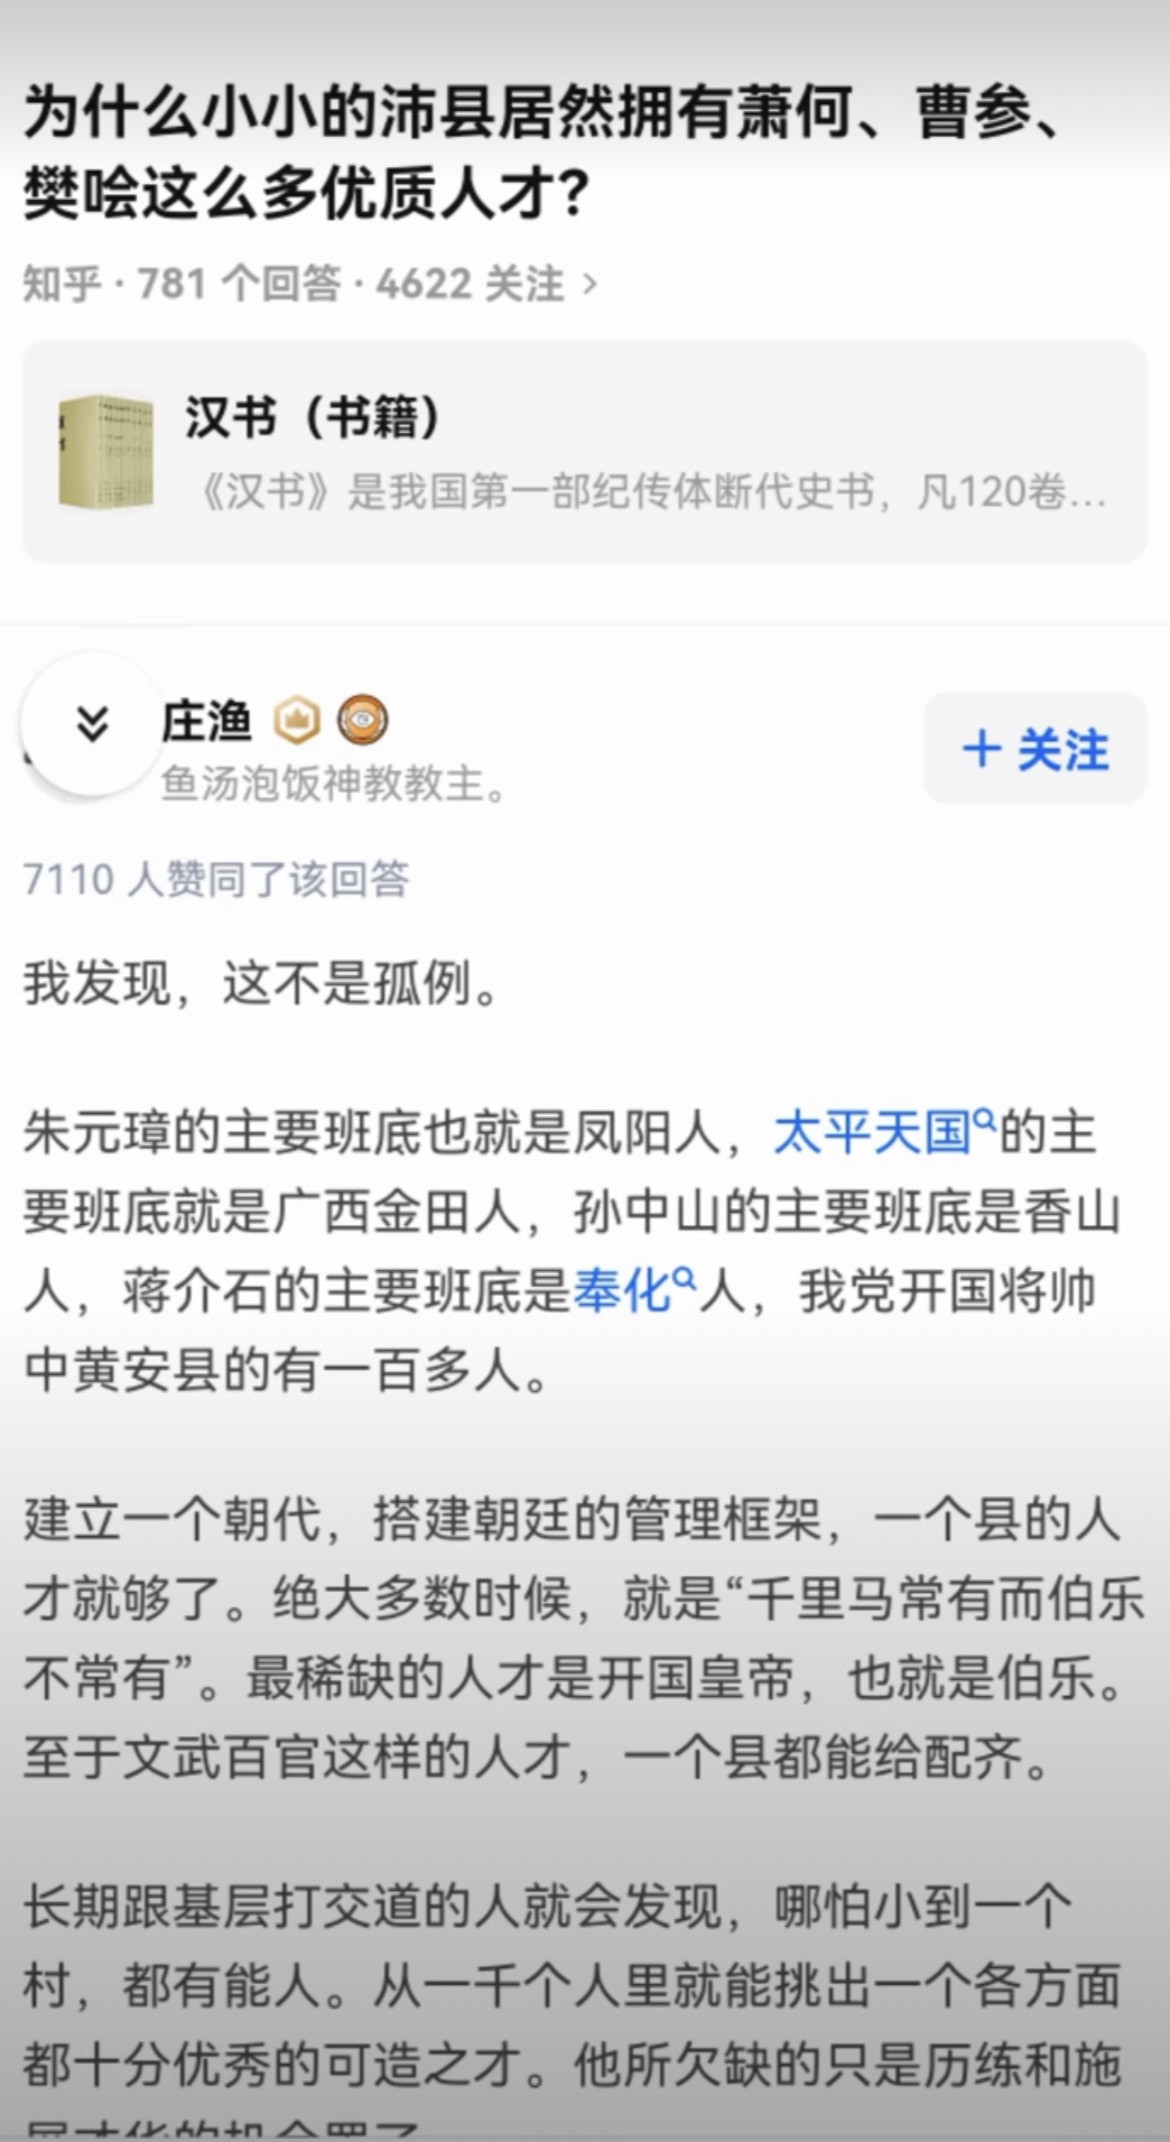 为什么小小的沛县居然拥有萧何、曹参、
樊哙这么多优质人才？
知乎 · 781 个回答 · 4622 关注 >
汉书（书籍）
《汉书》是我国第一部纪传体断代史书，凡120卷...
庄渔
+ 关注
鱼汤泡饭神教教主。
7110 人赞同了该回答
我发现，这不是孤例。
朱元璋的主要班底也就是凤阳人，太平天国的主
要班底就是广西金田人，孙中山的主要班底是香山
人，蒋介石的主要班底是奉化人，我党开国将帅
中黄安县的有一百多人。
建立一个朝代，搭建朝廷的管理框架，一个县的人
才就够了。绝大多数时候，就是“千里马常有而伯乐
不常有”。最稀缺的人才是开国皇帝，也就是伯乐。
至于文武百官这样的人才，一个县都能给配齐。
长期跟基层打交道的人就会发现，哪怕小到一个
村，都有能人。从一千个人里就能挑出一个各方面
都十分优秀的可造之才。他所欠缺的只是历练和施
展才华的机会罢了